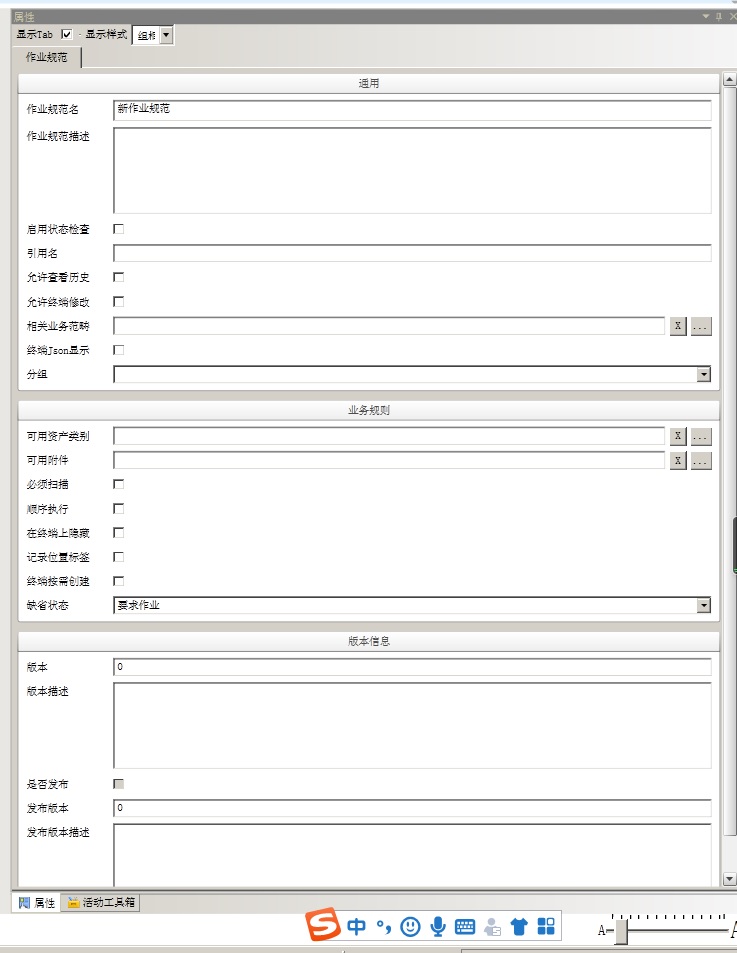 属性
显示Tab 显示样式
作业规范
通用
作业规范名 新作业规范
作业规范描述
启用状态检查
引用名
允许查看历史
允许终端修改
相关业务范畴 X ...
终端Json显示
分组
业务规则
可用资产类别 X ...
可用附件 X ...
必须扫描
顺序执行
在终端上隐藏
记录位置标签
终端按需创建
缺省状态 要求作业
版本信息
版本 0
版本描述
是否发布
发布版本 0
发布版本描述
属性 活动工具箱
S 中 °, A A